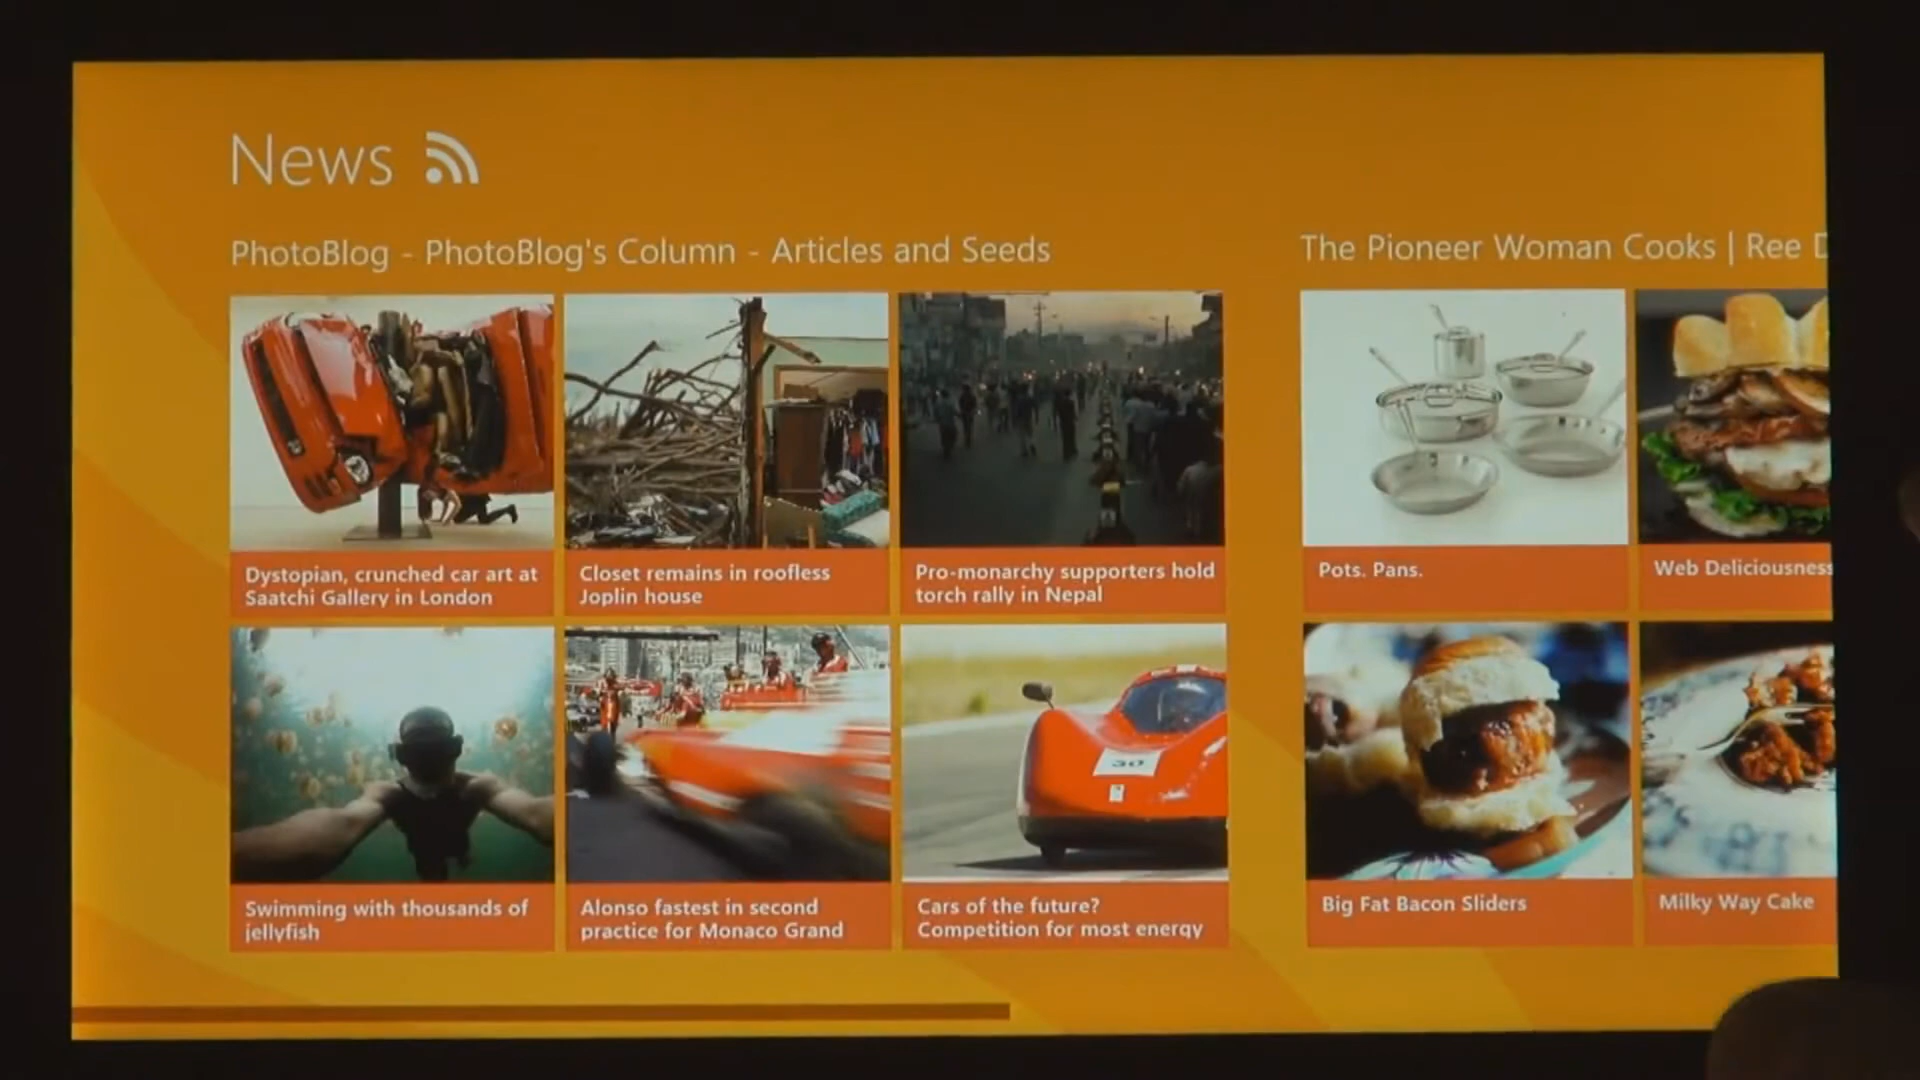 News
PhotoBlog - PhotoBlog's Column - Articles and Seeds
The Pioneer Woman Cooks | Ree D
Dystopian, crunched car art at
Saatchi Gallery in London
Closet remains in roofless
Joplin house
Pro-monarchy supporters hold
torch rally in Nepal
Pots. Pans.
Web Deliciousness
30
Swimming with thousands of
jellyfish
Alonso fastest in second
practice for Monaco Grand
Cars of the future?
Competition for most energy
Big Fat Bacon Sliders
Milky Way Cake